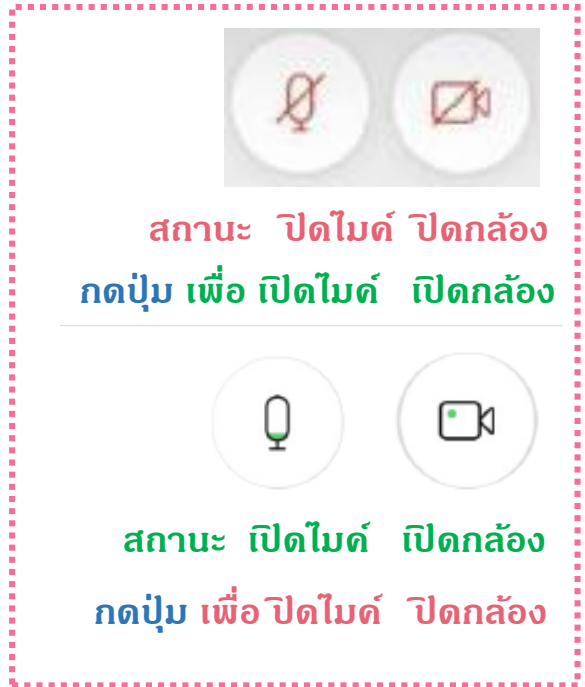 สถานะ ปิดไมค์ ปิดกล้อง
กดปุ่ม เพื่อ เปิดไมค์ เปิดกล้อง
สถานะ เปิดไมค์ เปิดกล้อง
กดปุ่ม เพื่อ ปิดไมค์ ปิดกล้อง